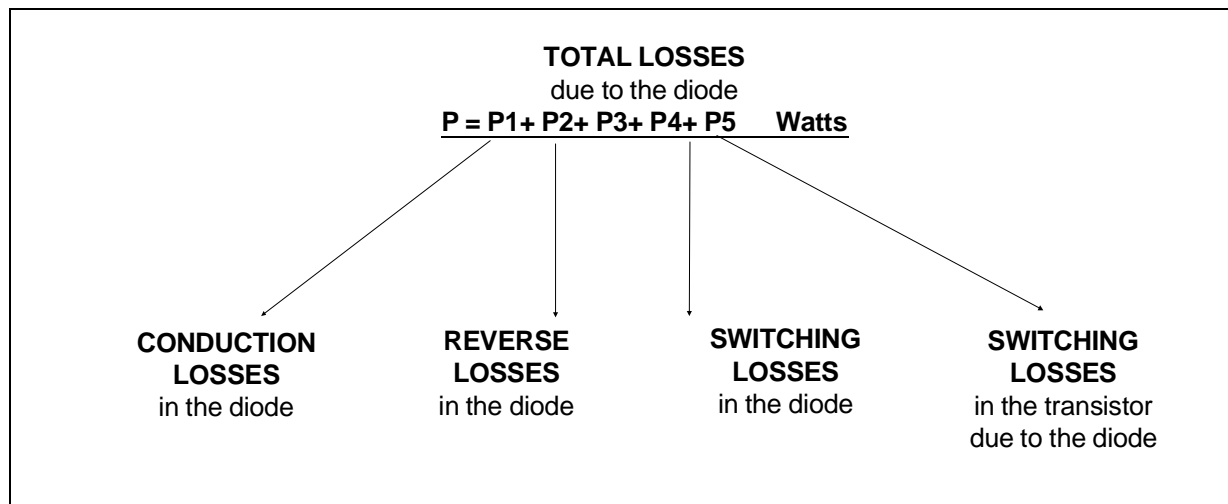 TOTAL LOSSES
due to the diode
P = P1+ P2+ P3+ P4+ P5 Watts
CONDUCTION
LOSSES
in the diode
REVERSE
LOSSES
in the diode
SWITCHING
LOSSES
in the diode
SWITCHING
LOSSES
in the transistor
due to the diode